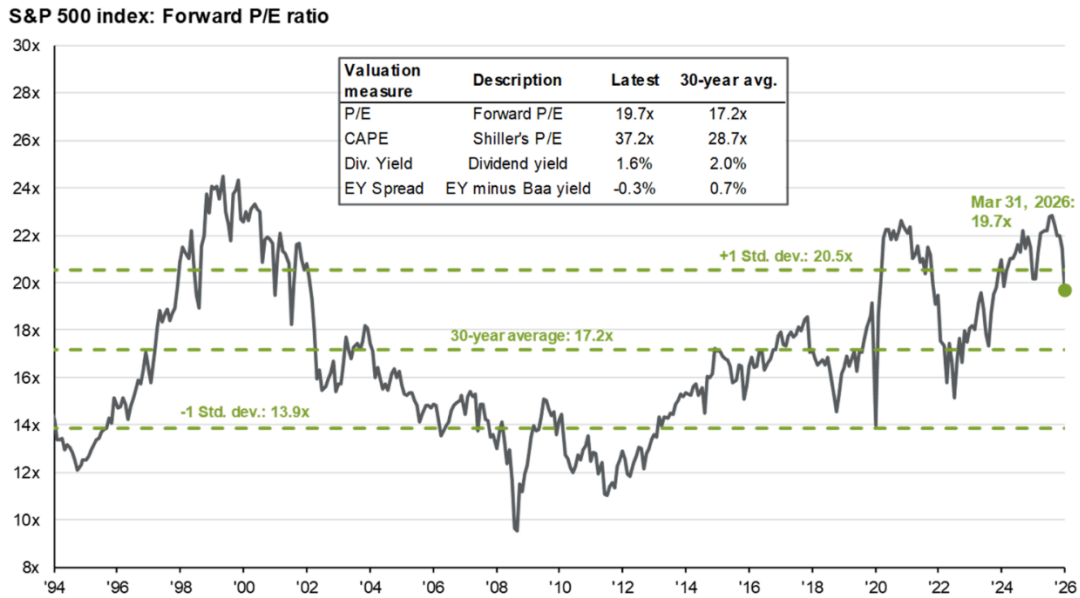 S&P 500 index: Forward P/E ratio
30x
28x
26x
24x
22x
20x
18x
16x
14x
12x
10x
8x
Valuation measure Description Latest 30-year avg.
P/E Forward P/E 19.7x 17.2x
CAPE Shiller's P/E 37.2x 28.7x
Div. Yield Dividend yield 1.6% 2.0%
EY Spread EY minus Baa yield -0.3% 0.7%
Mar 31, 2026:
19.7x
+1 Std. dev.: 20.5x
30-year average: 17.2x
-1 Std. dev.: 13.9x
'94 '96 '98 '00 '02 '04 '06 '08 '10 '12 '14 '16 '18 '20 '22 '24 '26